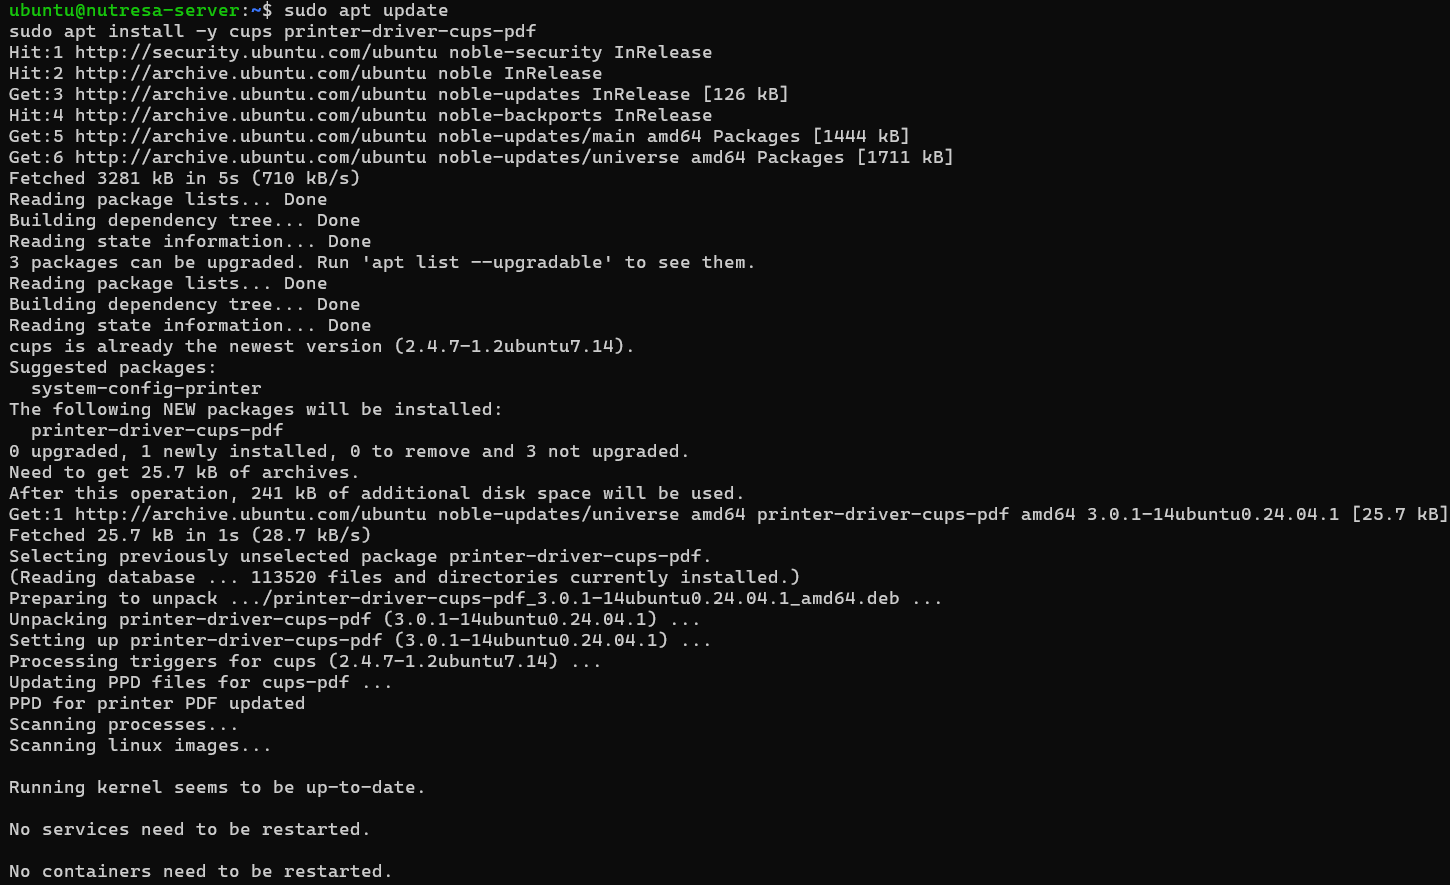 ubuntu@nutresa-server:~$ sudo apt update
sudo apt install -y cups printer-driver-cups-pdf
Hit:1 http://security.ubuntu.com/ubuntu noble-security InRelease
Hit:2 http://archive.ubuntu.com/ubuntu noble InRelease
Get:3 http://archive.ubuntu.com/ubuntu noble-updates InRelease [126 kB]
Hit:4 http://archive.ubuntu.com/ubuntu noble-backports InRelease
Get:5 http://archive.ubuntu.com/ubuntu noble-updates/main amd64 Packages [1444 kB]
Get:6 http://archive.ubuntu.com/ubuntu noble-updates/universe amd64 Packages [1711 kB]
Fetched 3281 kB in 5s (710 kB/s)
Reading package lists... Done
Building dependency tree... Done
Reading state information... Done
3 packages can be upgraded. Run 'apt list --upgradable' to see them.
Reading package lists... Done
Building dependency tree... Done
Reading state information... Done
cups is already the newest version (2.4.7-1.2ubuntu7.14).
Suggested packages:
  system-config-printer
The following NEW packages will be installed:
  printer-driver-cups-pdf
0 upgraded, 1 newly installed, 0 to remove and 3 not upgraded.
Need to get 25.7 kB of archives.
After this operation, 241 kB of additional disk space will be used.
Get:1 http://archive.ubuntu.com/ubuntu noble-updates/universe amd64 printer-driver-cups-pdf amd64 3.0.1-14ubuntu0.24.04.1 [25.7 kB]
Fetched 25.7 kB in 1s (28.7 kB/s)
Selecting previously unselected package printer-driver-cups-pdf.
(Reading database ... 113520 files and directories currently installed.)
Preparing to unpack .../printer-driver-cups-pdf_3.0.1-14ubuntu0.24.04.1_amd64.deb ...
Unpacking printer-driver-cups-pdf (3.0.1-14ubuntu0.24.04.1) ...
Setting up printer-driver-cups-pdf (3.0.1-14ubuntu0.24.04.1) ...
Processing triggers for cups (2.4.7-1.2ubuntu7.14) ...
Updating PPD files for cups-pdf ...
PPD for printer PDF updated
Scanning processes...
Scanning linux images...

Running kernel seems to be up-to-date.

No services need to be restarted.

No containers need to be restarted.